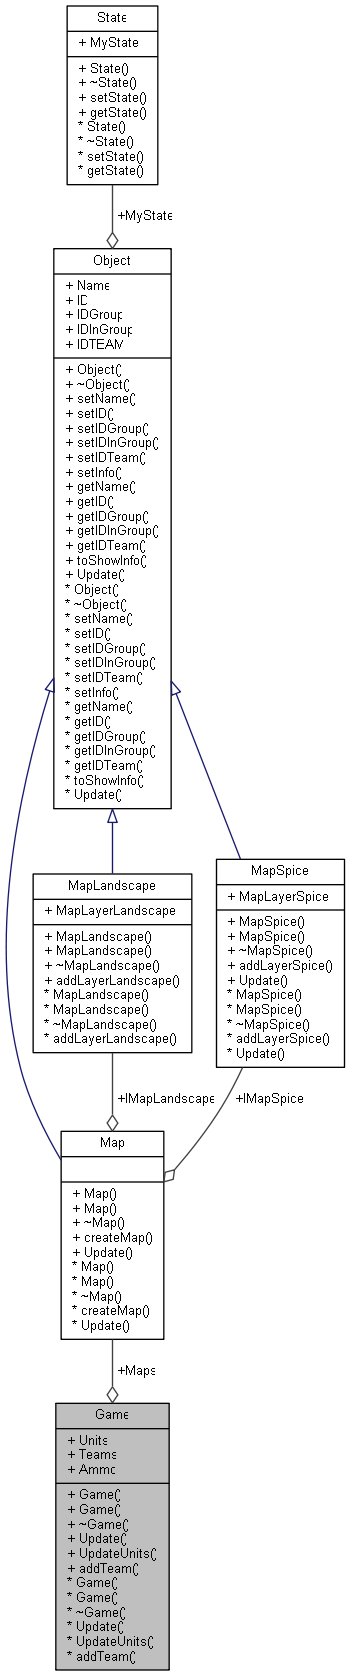 State
+ MyState
+ State()
+ ~State()
+ setState()
+ getState()
* State()
* ~State()
* setState()
* getState()
+MyState
Object
+ Name
+ ID
+ IDGroup
+ IDInGroup
+ IDTEAM
+ Object()
+ ~Object()
+ setName()
+ setID()
+ setIDGroup()
+ setIDInGroup()
+ setIDTeam()
+ setInfo()
+ getName()
+ getID()
+ getIDGroup()
+ getIDInGroup()
+ getIDTeam()
+ toShowInfo()
+ Update()
* Object()
* ~Object()
* setName()
* setID()
* setIDGroup()
* setIDInGroup()
* setIDTeam()
* setInfo()
* getName()
* getID()
* getIDGroup()
* getIDInGroup()
* getIDTeam()
* toShowInfo()
* Update()
MapLandscape
+ MapLayerLandscape
+ MapLandscape()
+ MapLandscape()
+ ~MapLandscape()
+ addLayerLandscape()
* MapLandscape()
* MapLandscape()
* ~MapLandscape()
* addLayerLandscape()
MapSpice
+ MapLayerSpice
+ MapSpice()
+ MapSpice()
+ ~MapSpice()
+ addLayerSpice()
+ Update()
* MapSpice()
* MapSpice()
* ~MapSpice()
* addLayerSpice()
* Update()
+lMapLandscape
+lMapSpice
Map
+ Map()
+ Map()
+ ~Map()
+ createMap()
+ Update()
* Map()
* Map()
* ~Map()
* createMap()
* Update()
+Maps
Game
+ Units
+ Teams
+ Ammo
+ Game()
+ Game()
+ ~Game()
+ Update()
+ UpdateUnits()
+ addTeam()
* Game()
* Game()
* ~Game()
* Update()
* UpdateUnits()
* addTeam()